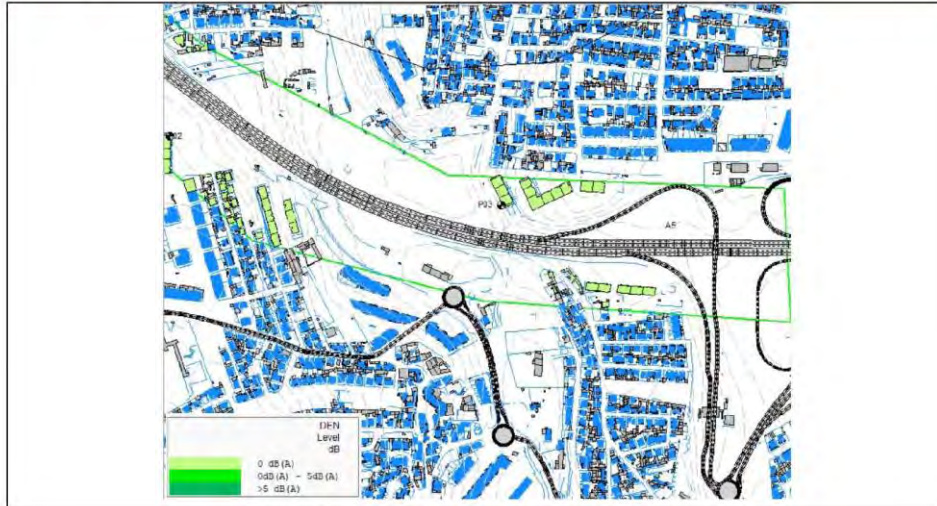 P03
A5
DEN
Level
dB
0 dB(A)
0dB(A) - 5dB(A)
>5 dB(A)